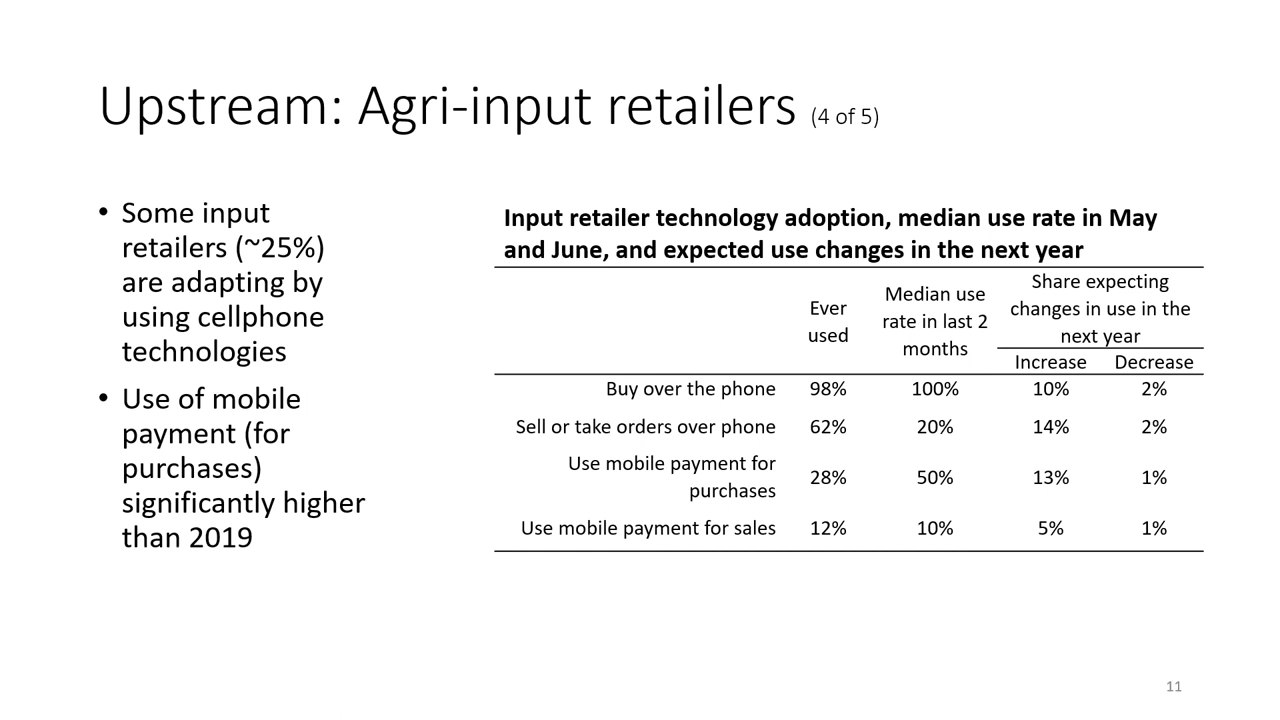 Upstream: Agri-input retailers (4 of 5)
• Some input
retailers (~25%)
are adapting by
using cellphone
technologies
• Use of mobile
payment (for
purchases)
significantly higher
than 2019
Input retailer technology adoption, median use rate in May
and June, and expected use changes in the next year
Ever
used
Median use
rate in last 2
months
Share expecting
changes in use in the
next year
Increase Decrease
Buy over the phone 98% 100% 10% 2%
Sell or take orders over phone 62% 20% 14% 2%
Use mobile payment for
purchases 28% 50% 13% 1%
Use mobile payment for sales 12% 10% 5% 1%
11